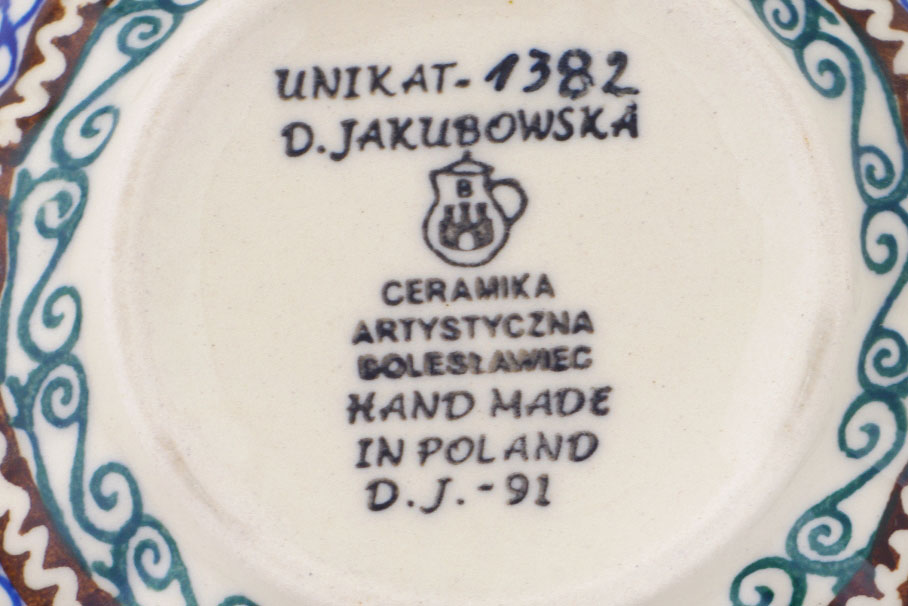 UNIKAT-1382
D.JAKUBOWSKA
B
CERAMIKA
ARTYSTYCZNA
BOLESŁAWIEC
HAND MADE
IN POLAND
D.J.-91